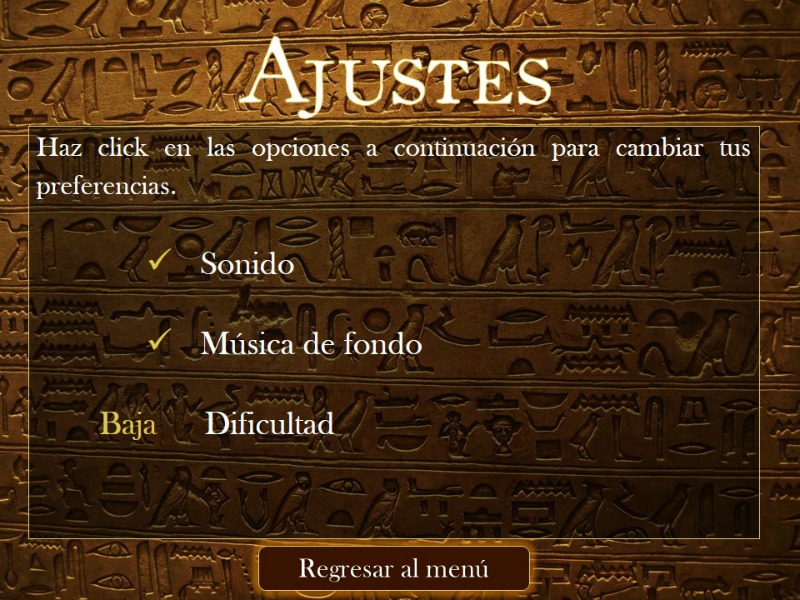 AJUSTES
Haz click en las opciones a continuación para cambiar tus
preferencias.
✓ Sonido
✓ Música de fondo
Baja Dificultad
Regresar al menú